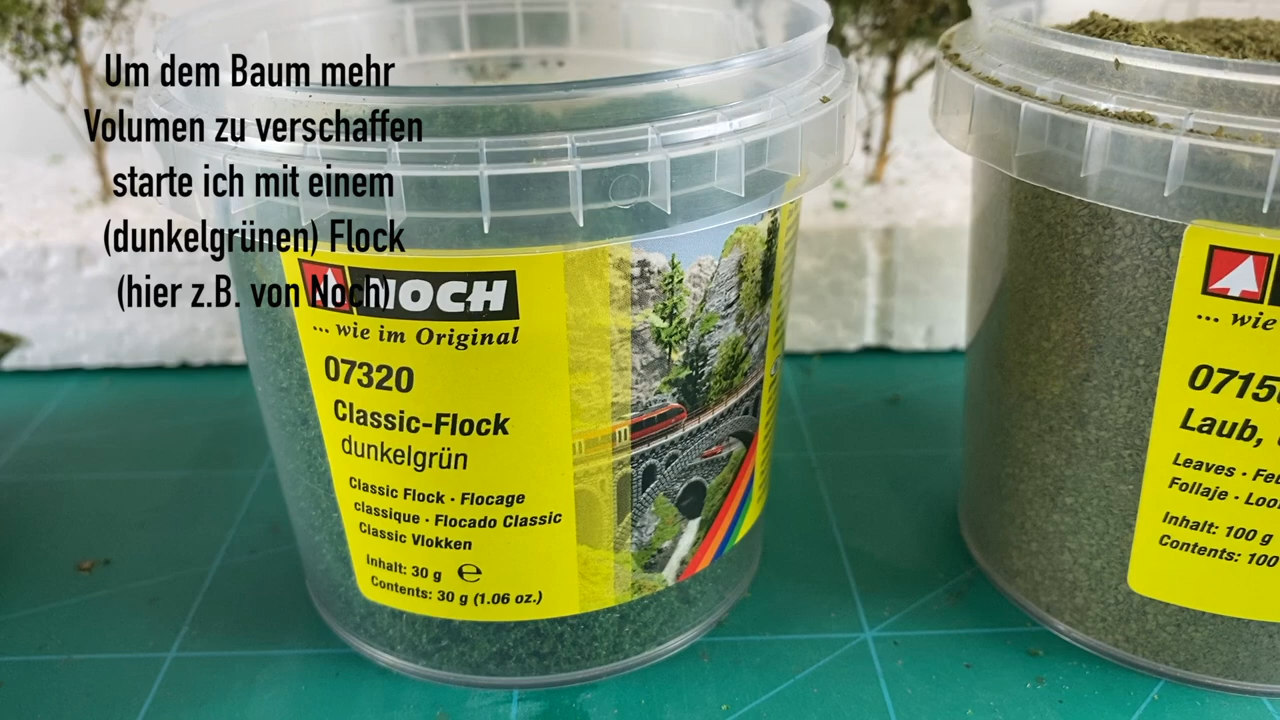 Um dem Baum mehr
Volumen zu verschaffen
starte ich mit einem
(dunkelgrünen) Flock
(hier z.B. von Noch)
NOCH
... wie im Original
07320
Classic-Flock
dunkelgrün
Classic Flock · Flocage
classique · Flocado Classic
Classic Vlokken
Inhalt: 30 g ℮
Contents: 30 g (1.06 oz.)
... wie
Laub,
Leaves ·
Follaje ·
Inhalt: 100 g
Contents: 100